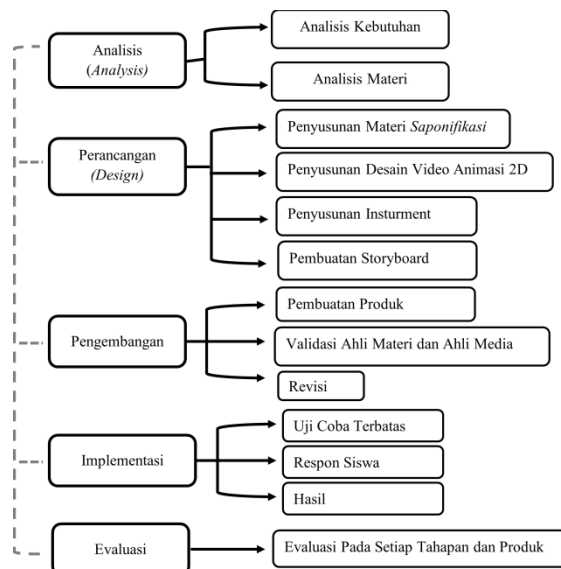 Analisis
(Analysis)
Analisis Kebutuhan
Analisis Materi
Perancangan
(Design)
Penyusunan Materi Saponifikasi
Penyusunan Desain Video Animasi 2D
Penyusunan Insturment
Pembuatan Storyboard
Pengembangan
Pembuatan Produk
Validasi Ahli Materi dan Ahli Media
Revisi
Implementasi
Uji Coba Terbatas
Respon Siswa
Hasil
Evaluasi
Evaluasi Pada Setiap Tahapan dan Produk